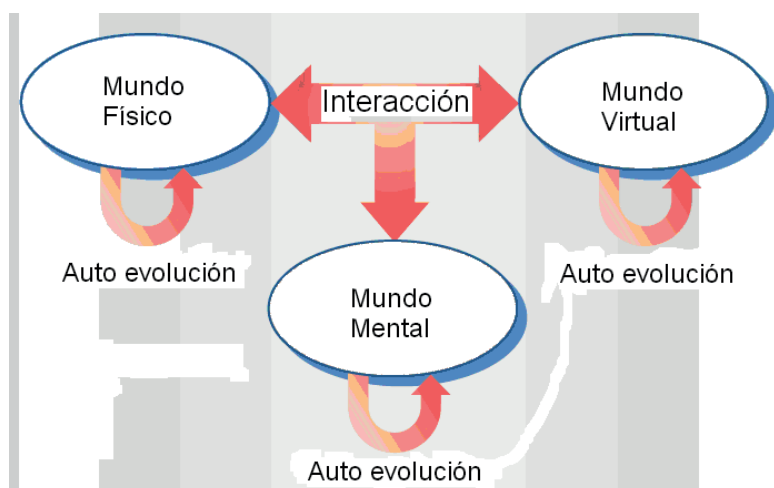 Mundo
Físico
Interacción
Mundo
Virtual
Auto evolución
Auto evolución
Mundo
Mental
Auto evolución